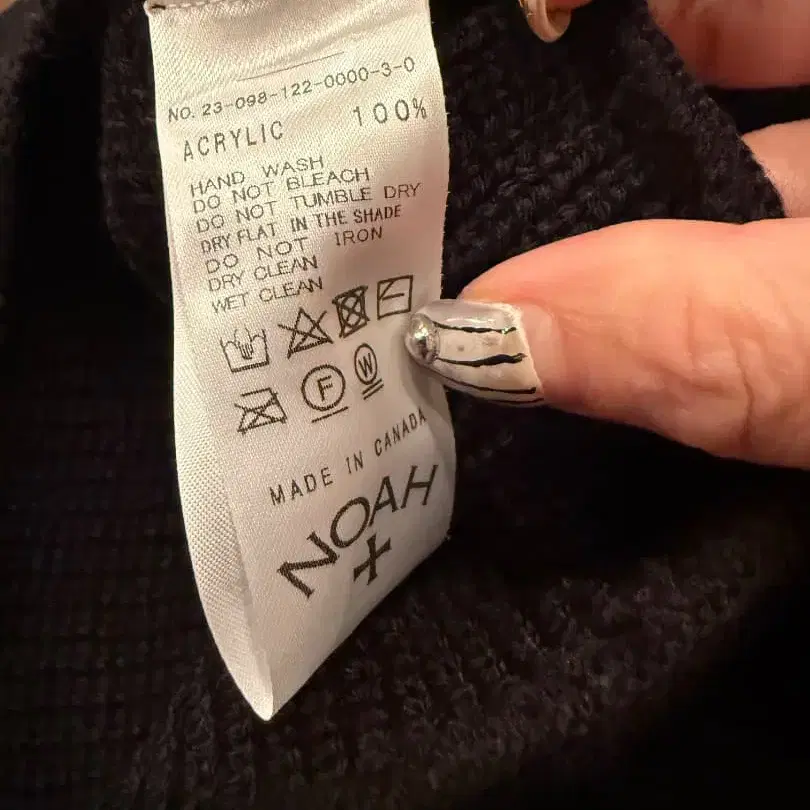 NO. 23-098-122-0000-3-0
ACRYLIC 100%
HAND WASH
DO NOT BLEACH
DO NOT TUMBLE DRY
DRY FLAT IN THE SHADE
DO NOT IRON
DRY CLEAN
WET CLEAN
F W
MADE IN CANADA
NOAH